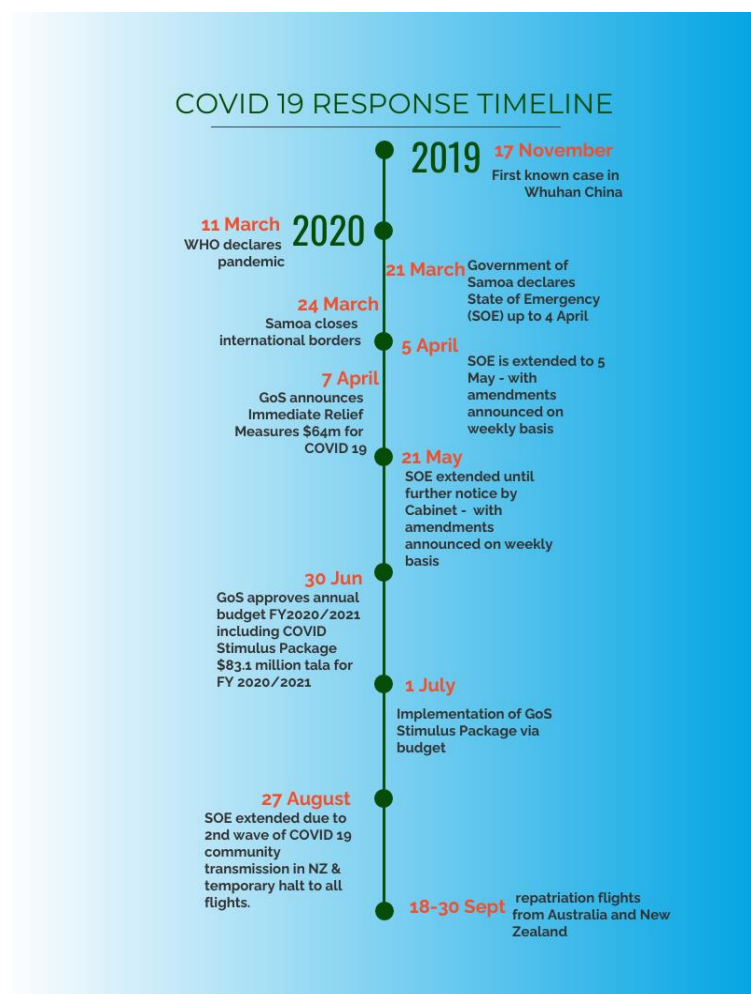 COVID 19 RESPONSE TIMELINE
2019
17 November
First known case in
Whuhan China
11 March
2020
WHO declares
pandemic
21 March
Government of
Samoa declares
State of Emergency
(SOE) up to 4 April
24 March
Samoa closes
international borders
5 April
SOE is extended to 5
May - with
amendments
announced on
weekly basis
7 April
GoS announces
Immediate Relief
Measures $64m for
COVID 19
21 May
SOE extended until
further notice by
Cabinet - with
amendments
announced on weekly
basis
30 Jun
GoS approves annual
budget FY2020/2021
including COVID
Stimulus Package
$83.1 million tala for
FY 2020/2021
1 July
Implementation of GoS
Stimulus Package via
budget
27 August
SOE extended due to
2nd wave of COVID 19
community
transmission in NZ &
temporary halt to all
flights.
18-30 Sept
repatriation flights
from Australia and New
Zealand